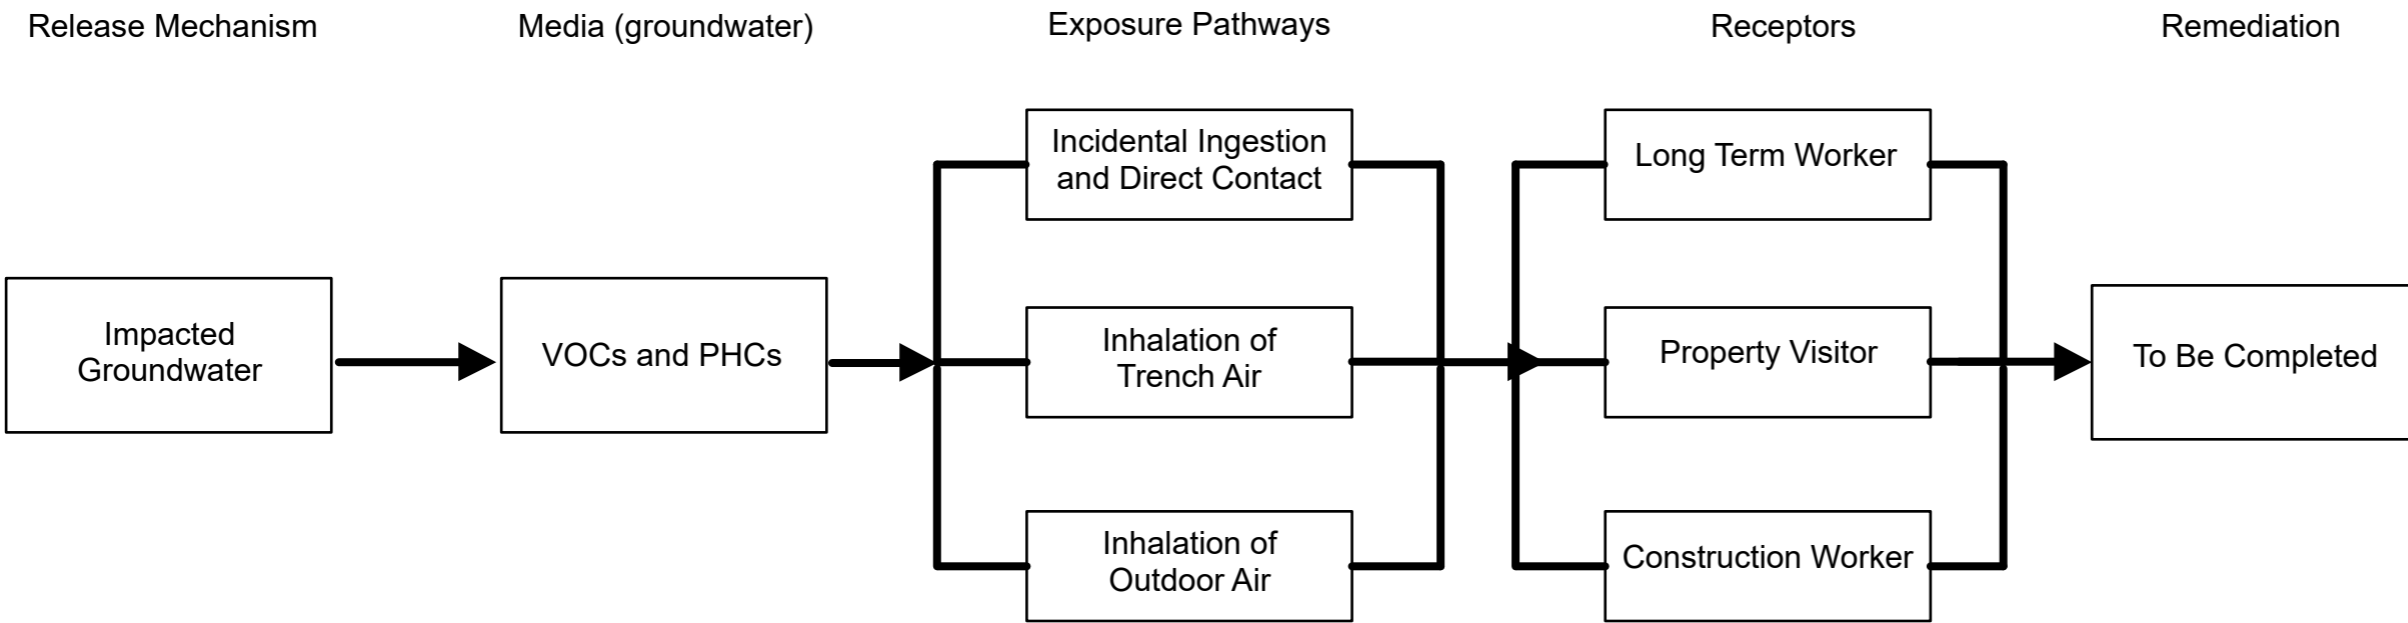 Release Mechanism
Media (groundwater)
Exposure Pathways
Receptors
Remediation
Impacted
Groundwater
VOCs and PHCs
Incidental Ingestion
and Direct Contact
Inhalation of
Trench Air
Inhalation of
Outdoor Air
Long Term Worker
Property Visitor
Construction Worker
To Be Completed